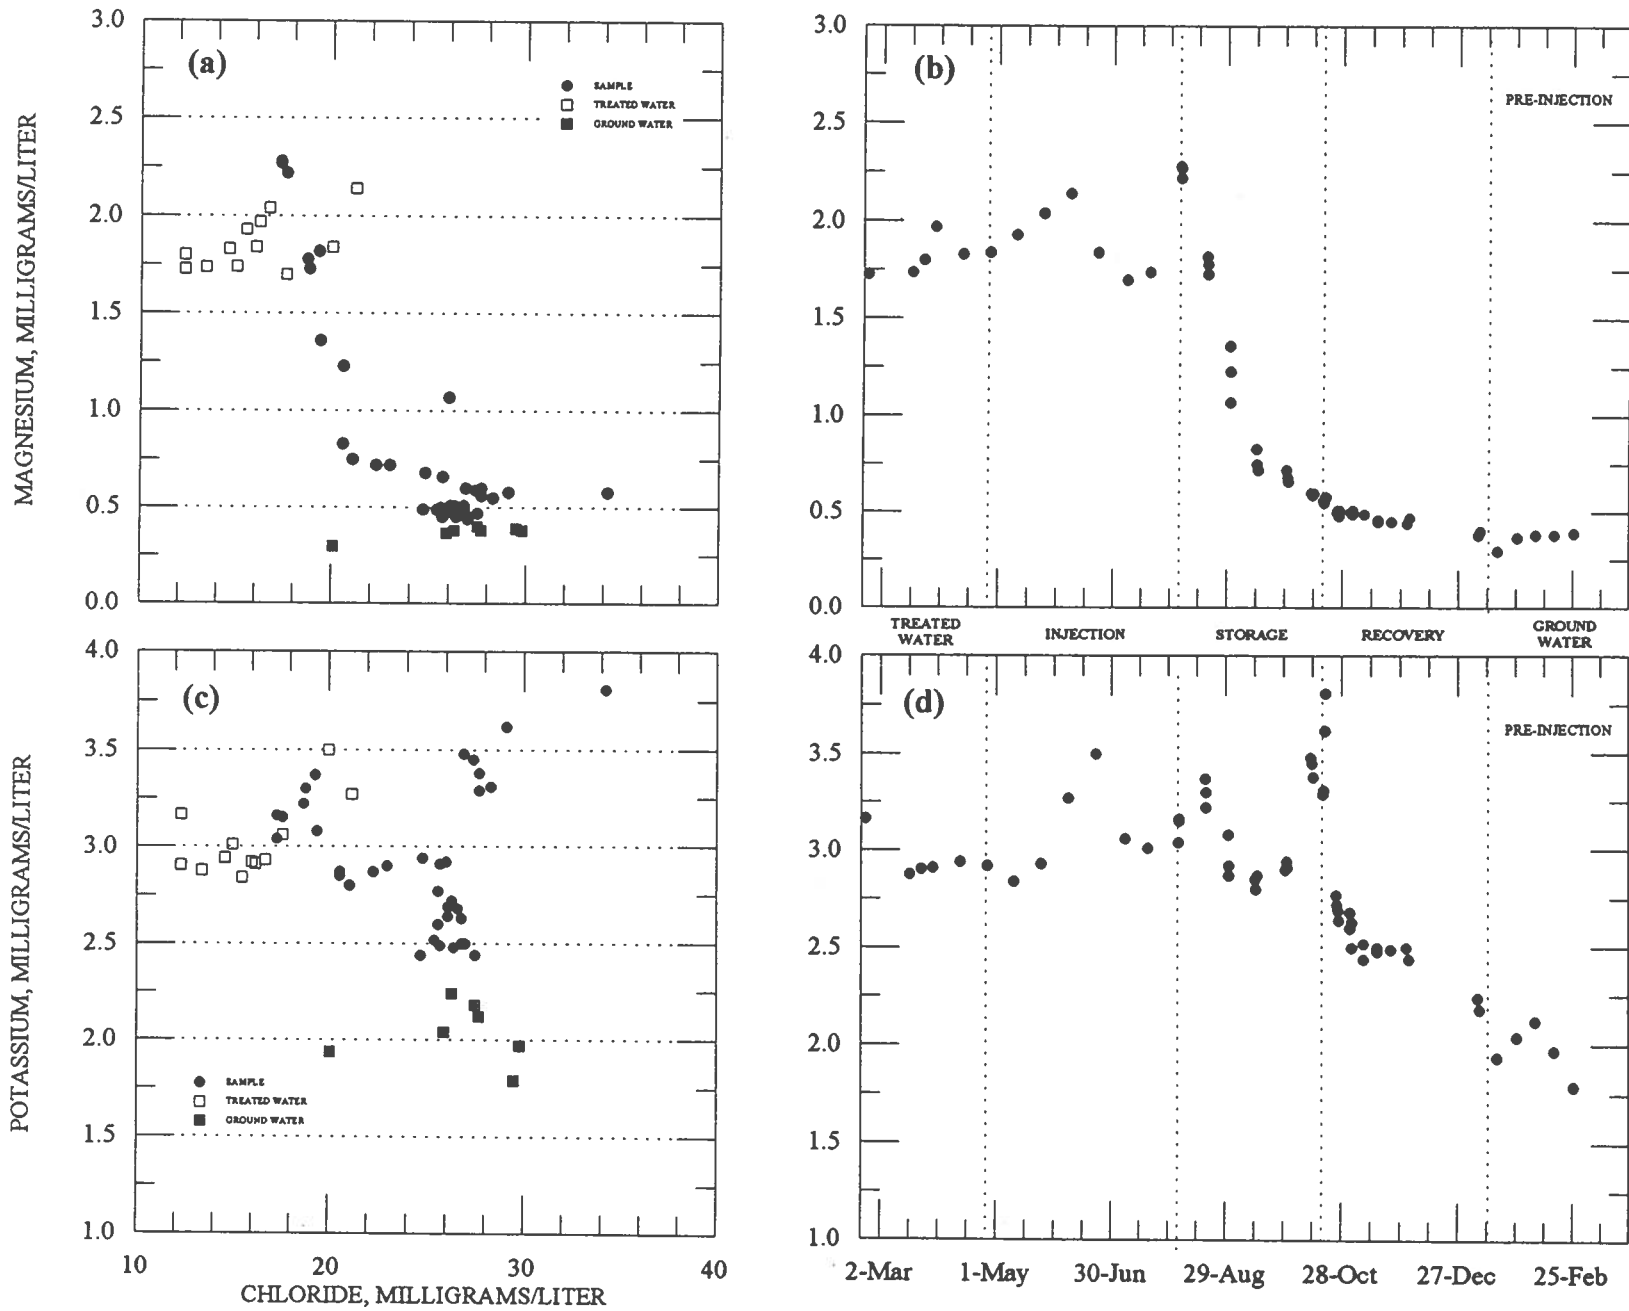 (a)
SAMPLE
TREATED WATER
GROUND WATER
3.0
2.5
2.0
1.5
1.0
0.5
0.0
MAGNESIUM, MILLIGRAMS/LITER
(b)
PRE-INJECTION
3.0
2.5
2.0
1.5
1.0
0.5
0.0
TREATED WATER
INJECTION
STORAGE
RECOVERY
GROUND WATER
(c)
SAMPLE
TREATED WATER
GROUND WATER
4.0
3.5
3.0
2.5
2.0
1.5
1.0
POTASSIUM, MILLIGRAMS/LITER
10 20 30 40
CHLORIDE, MILLIGRAMS/LITER
(d)
PRE-INJECTION
4.0
3.5
3.0
2.5
2.0
1.5
1.0
2-Mar 1-May 30-Jun 29-Aug 28-Oct 27-Dec 25-Feb